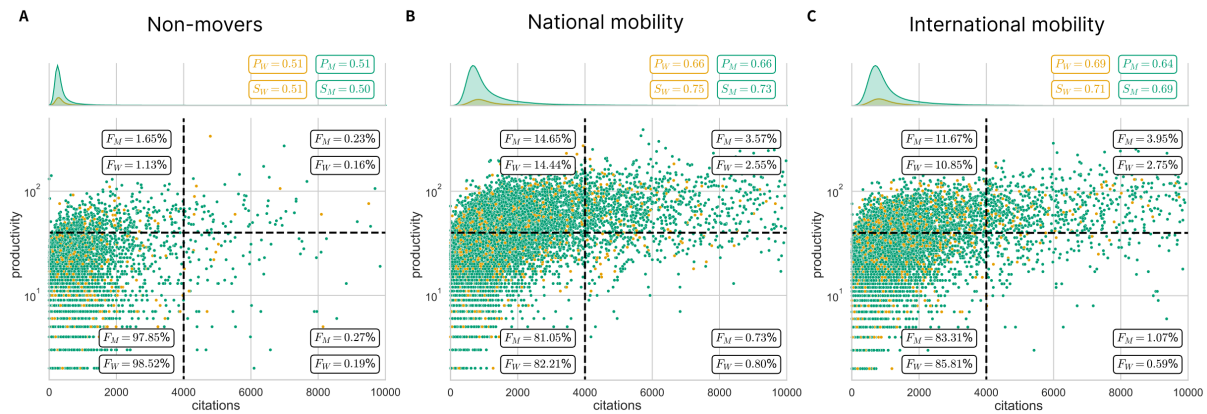 A
Non-movers
P_W = 0.51
P_M = 0.51
S_W = 0.51
S_M = 0.50
F_M = 1.65%
F_M = 0.23%
F_W = 1.13%
F_W = 0.16%
10^2
productivity
10^1
F_M = 97.85%
F_M = 0.27%
F_W = 98.52%
F_W = 0.19%
0 2000 4000 6000 8000 10000
citations
B
National mobility
P_W = 0.66
P_M = 0.66
S_W = 0.75
S_M = 0.73
F_M = 14.65%
F_M = 3.57%
F_W = 14.44%
F_W = 2.55%
10^2
productivity
10^1
F_M = 81.05%
F_M = 0.73%
F_W = 82.21%
F_W = 0.80%
0 2000 4000 6000 8000 10000
citations
C
International mobility
P_W = 0.69
P_M = 0.64
S_W = 0.71
S_M = 0.69
F_M = 11.67%
F_M = 3.95%
F_W = 10.85%
F_W = 2.75%
10^2
productivity
10^1
F_M = 83.31%
F_M = 1.07%
F_W = 85.81%
F_W = 0.59%
0 2000 4000 6000 8000 10000
citations